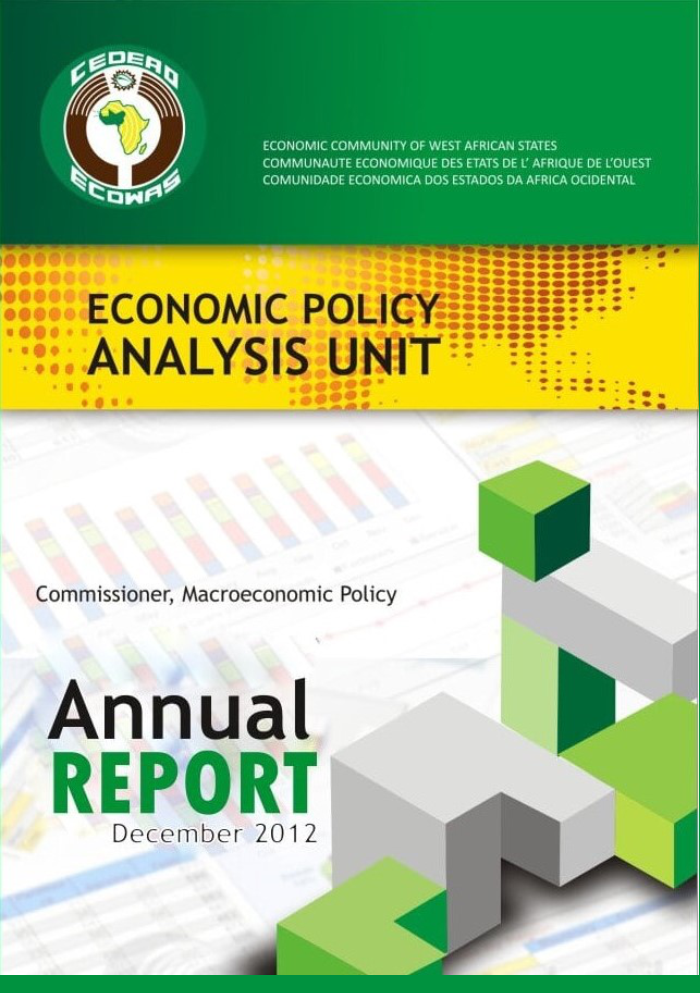 CEDEAO
ECOWAS
ECONOMIC COMMUNITY OF WEST AFRICAN STATES
COMMUNAUTE ECONOMIQUE DES ETATS DE L' AFRIQUE DE L'OUEST
COMUNIDADE ECONOMICA DOS ESTADOS DA AFRICA OCIDENTAL
ECONOMIC POLICY
ANALYSIS UNIT
Commissioner, Macroeconomic Policy
Annual
REPORT
December 2012